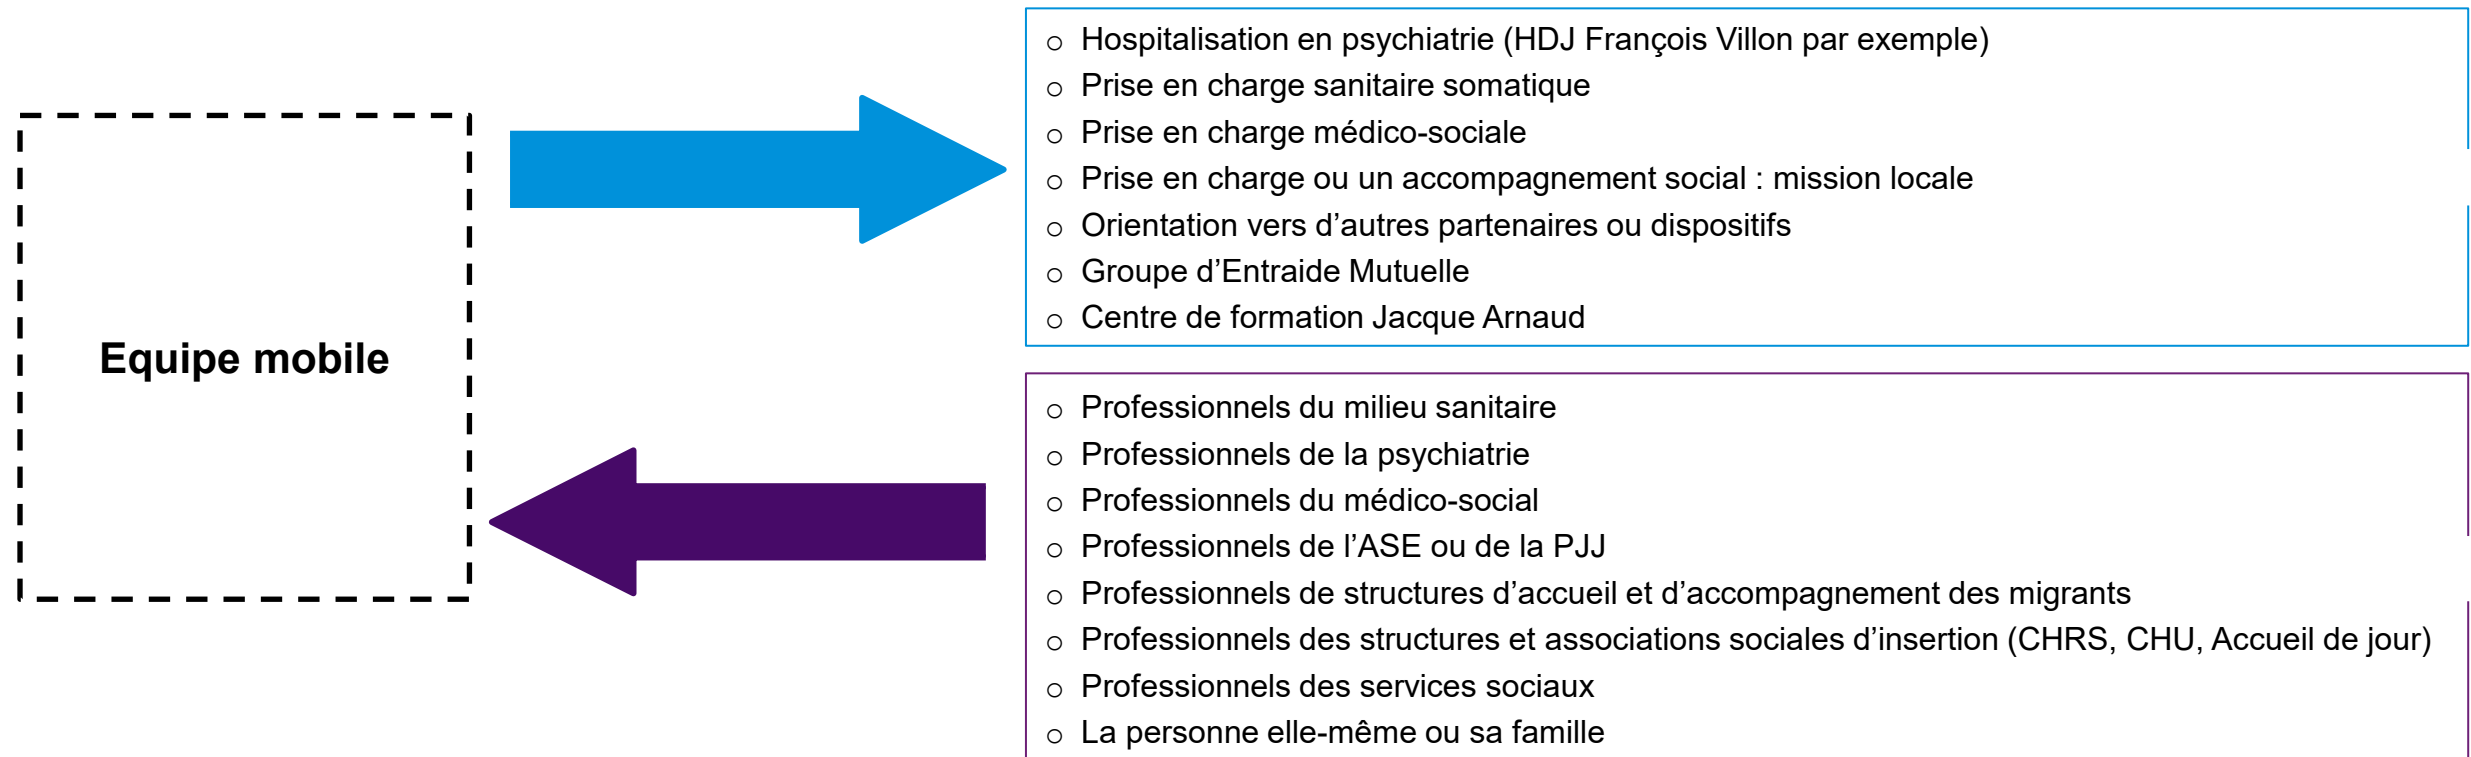 Equipe mobile
○ Hospitalisation en psychiatrie (HDJ François Villon par exemple)
○ Prise en charge sanitaire somatique
○ Prise en charge médico-sociale
○ Prise en charge ou un accompagnement social : mission locale
○ Orientation vers d’autres partenaires ou dispositifs
○ Groupe d’Entraide Mutuelle
○ Centre de formation Jacque Arnaud
○ Professionnels du milieu sanitaire
○ Professionnels de la psychiatrie
○ Professionnels du médico-social
○ Professionnels de l’ASE ou de la PJJ
○ Professionnels de structures d’accueil et d’accompagnement des migrants
○ Professionnels des structures et associations sociales d’insertion (CHRS, CHU, Accueil de jour)
○ Professionnels des services sociaux
○ La personne elle-même ou sa famille